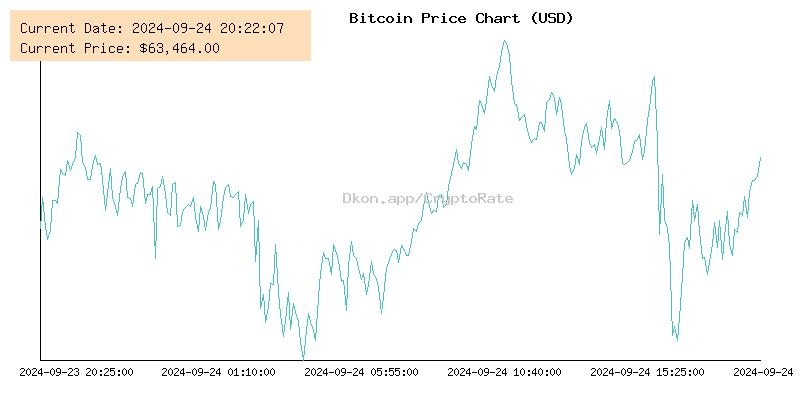 Bitcoin Price Chart (USD)
Current Date: 2024-09-24 20:22:07
Current Price: $63,464.00
Dkon.app/CryptoRate
2024-09-23 20:25:00 2024-09-24 01:10:00 2024-09-24 05:55:00 2024-09-24 10:40:00 2024-09-24 15:25:00 2024-09-24